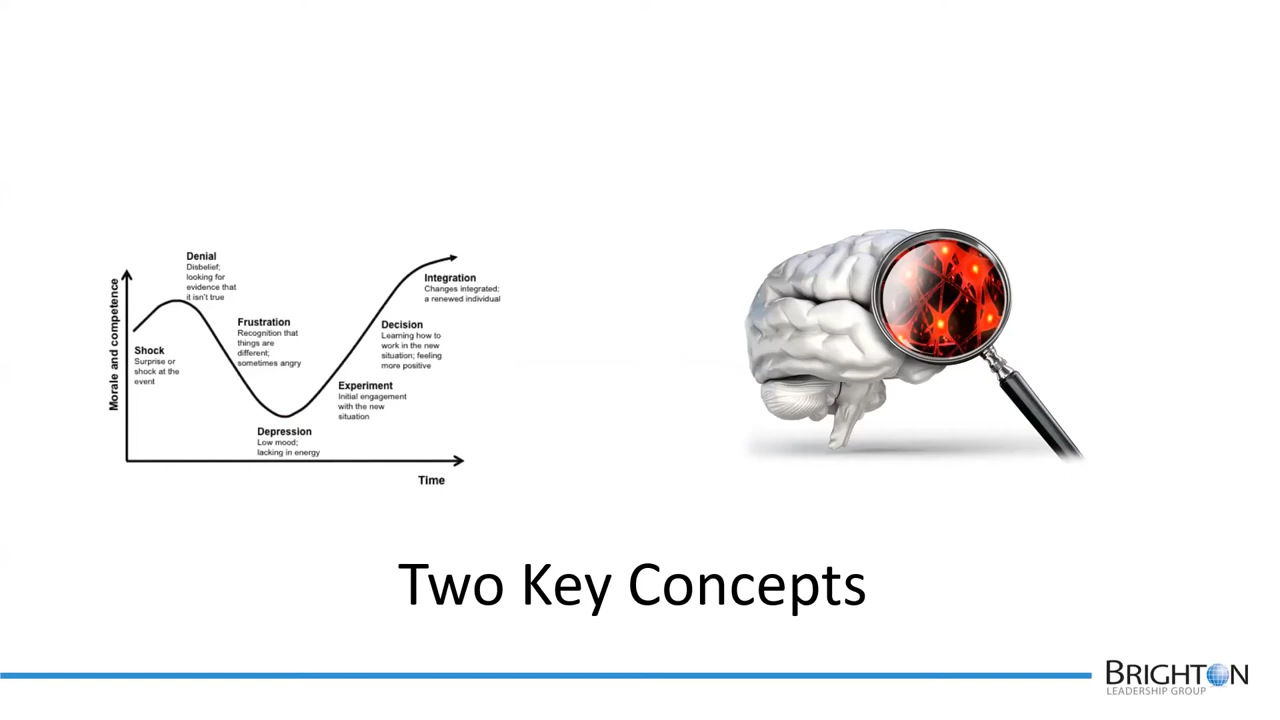 Morale and competence
Denial
Disbelief;
looking for
evidence that
it isn't true
Shock
Surprise or
shock at the
event
Frustration
Recognition that
things are
different;
sometimes angry
Depression
Low mood;
lacking in energy
Experiment
Initial engagement
with the new
situation
Decision
Learning how to
work in the new
situation; feeling
more positive
Integration
Changes integrated;
a renewed individual
Time
Two Key Concepts
BRIGHTON
LEADERSHIP GROUP